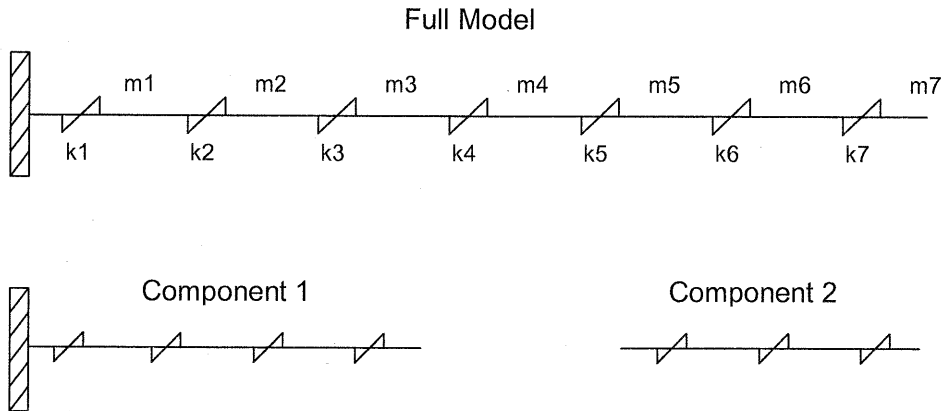 Full Model
m1 m2 m3 m4 m5 m6 m7
k1 k2 k3 k4 k5 k6 k7
Component 1 Component 2